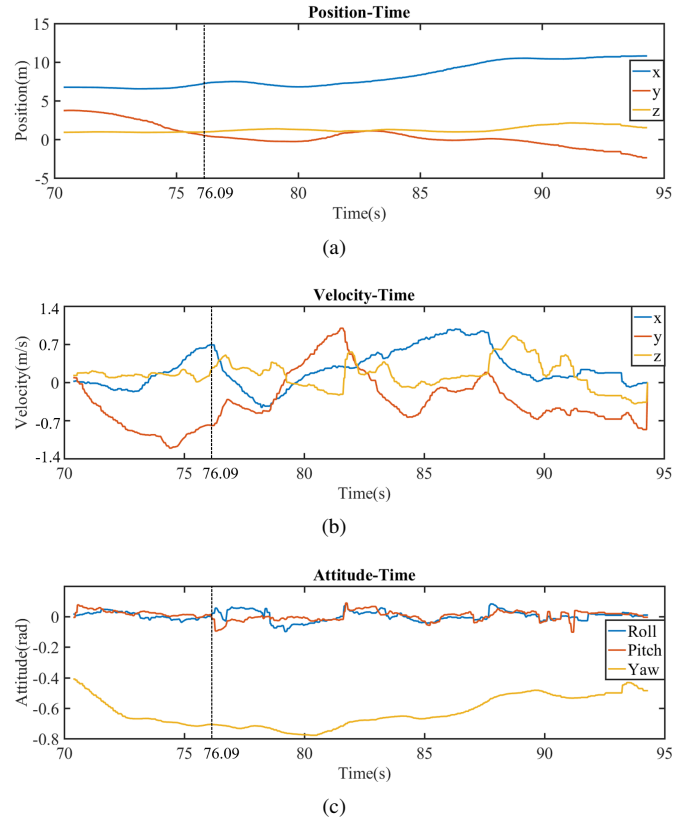 Position-Time
Position(m)
15
10
5
0
-5
x
y
z
70 75 76.09 80 85 90 95
Time(s)
(a)
Velocity-Time
Velocity(m/s)
1.4
0.7
0
-0.7
-1.4
x
y
z
70 75 76.09 80 85 90 95
Time(s)
(b)
Attitude-Time
Attitude(rad)
0
-0.2
-0.4
-0.6
-0.8
Roll
Pitch
Yaw
70 75 76.09 80 85 90 95
Time(s)
(c)